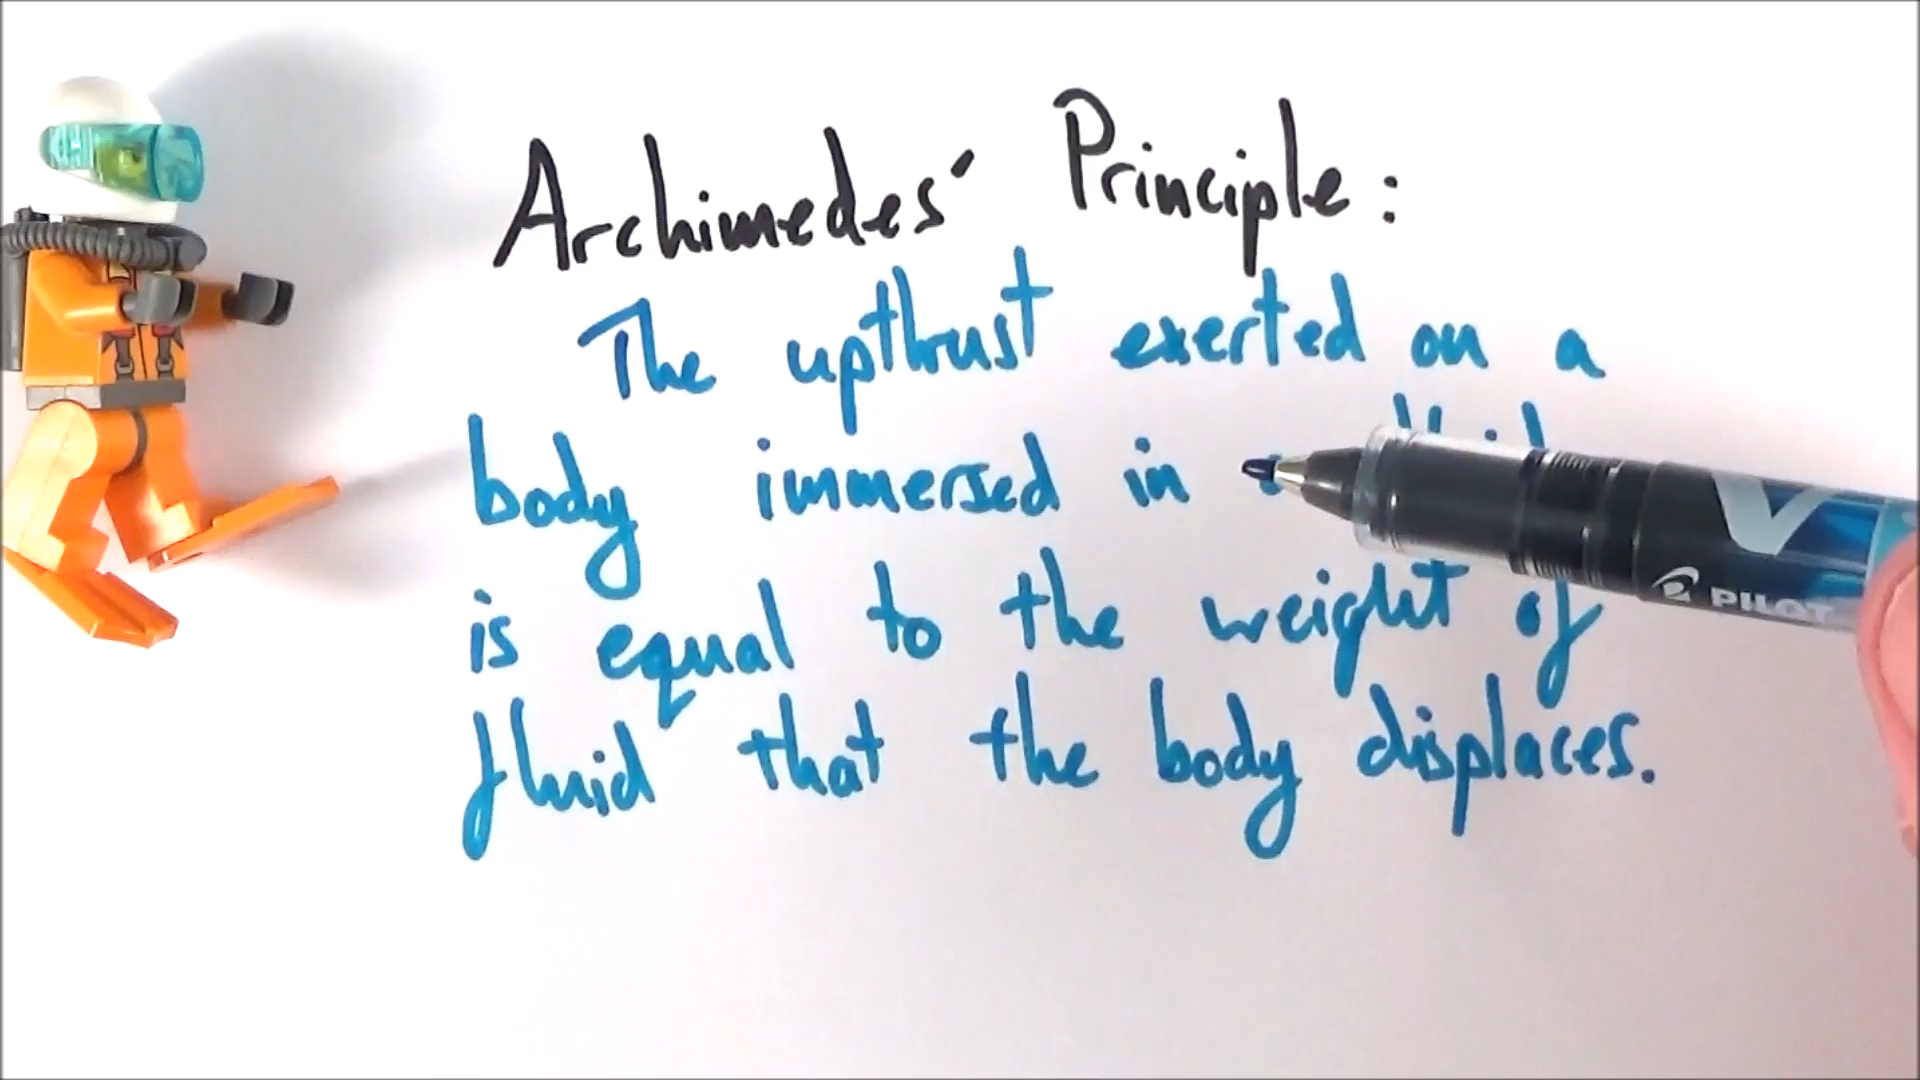 Archimedes' Principle:
The upthrust exerted on a
body immersed in
is equal to the weight of
fluid that the body displaces.
V
PILOT